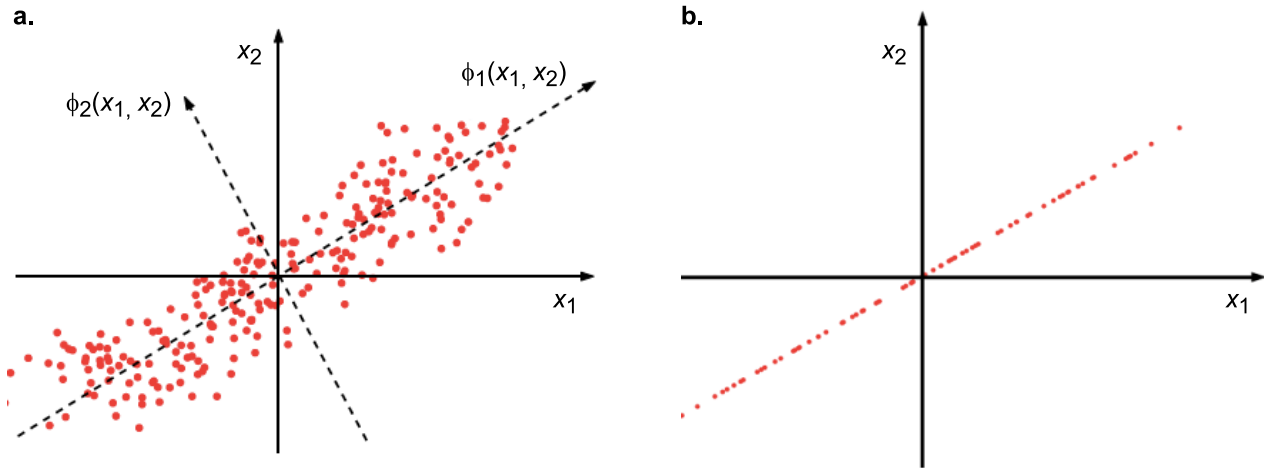 a.
x2
ϕ1(x1, x2)
ϕ2(x1, x2)
x1
b.
x2
x1